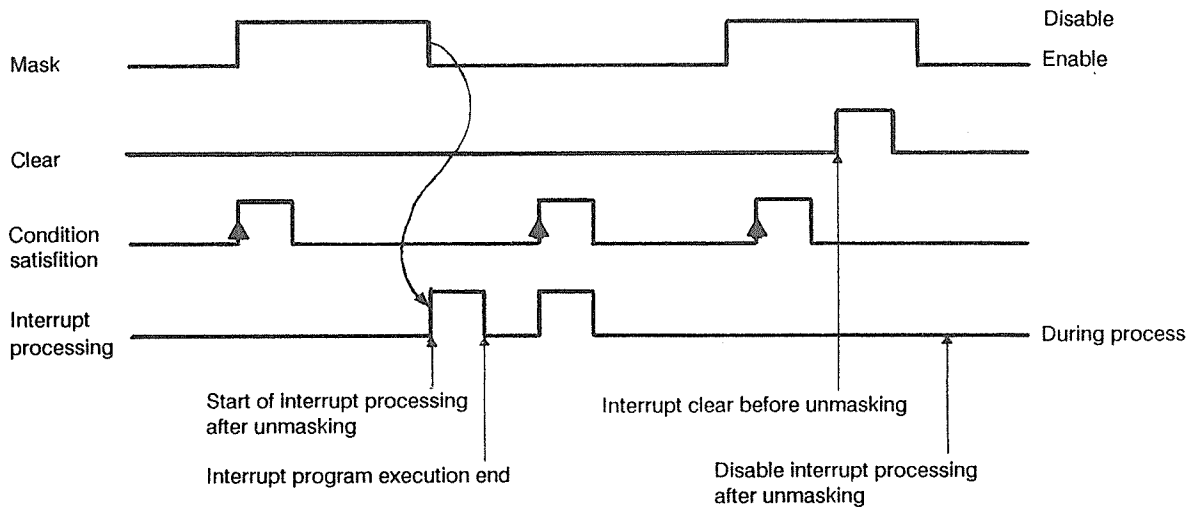 Disable
Mask
Enable
Clear
Condition
satisfition
Interrupt
processing
During process
Start of interrupt processing
after unmasking
Interrupt clear before unmasking
Interrupt program execution end
Disable interrupt processing
after unmasking